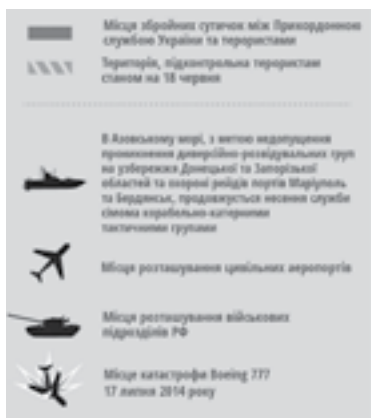 Місця збройних сутичок між Прикордонною
службою України та терористами
Територія, підконтрольна терористам
станом на 18 червня
В Азовському морі, з метою недопущення
проникнення диверсійно-розвідувальних груп
на узбережжя Донецької та Запорізької
областей та охороні рейдів портів Маріуполь
та Бердянськ, продовжується несення служби
сімома корабельно-катерними
тактичними групами
Місця розташування цивільних аеропортів
Місця розташування військових
підрозділів РФ
Місце катастрофи Boeing 777
17 липня 2014 року